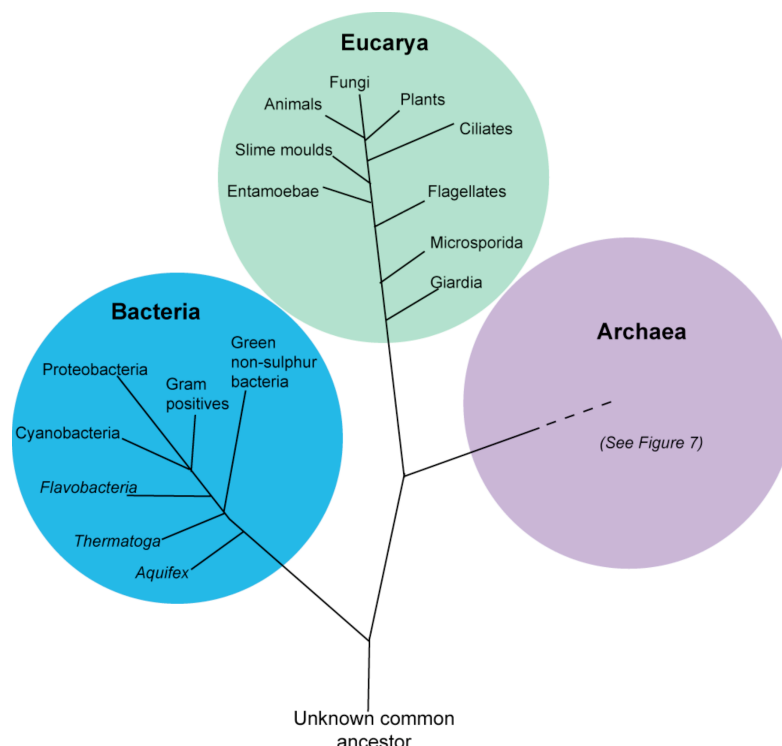 Eucarya
Fungi
Animals
Plants
Ciliates
Slime moulds
Entamoebae
Flagellates
Microsporida
Giardia
Bacteria
Green
non-sulphur
bacteria
Proteobacteria
Gram
positives
Cyanobacteria
Flavobacteria
Thermatoga
Aquifex
Archaea
(See Figure 7)
Unknown common
ancestor